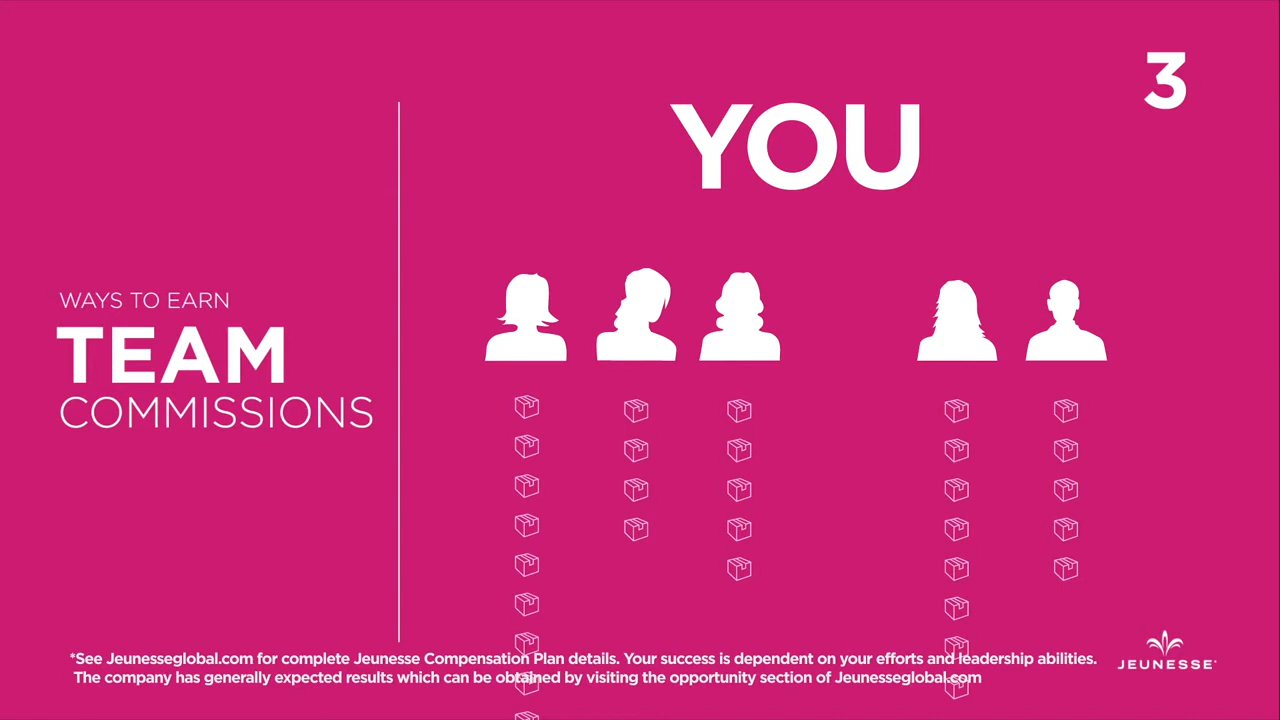 3
YOU
WAYS TO EARN
TEAM
COMMISSIONS
*See Jeunesseglobal.com for complete Jeunesse Compensation Plan details. Your success is dependent on your efforts and leadership abilities.
The company has generally expected results which can be obtained by visiting the opportunity section of Jeunesseglobal.com
JEUNESSE